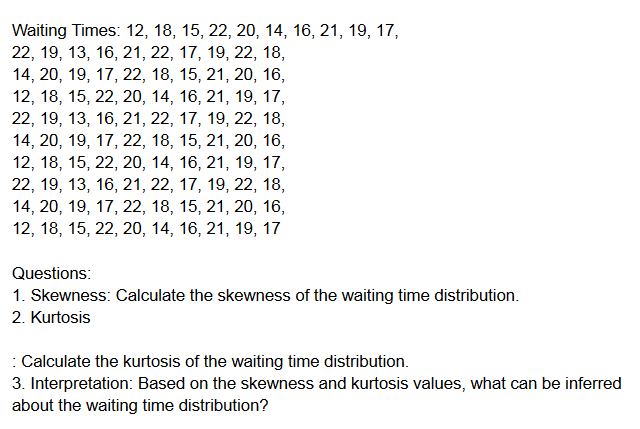 Waiting Times: 12, 18, 15, 22, 20, 14, 16, 21, 19, 17,
22, 19, 13, 16, 21, 22, 17, 19, 22, 18,
14, 20, 19, 17, 22, 18, 15, 21, 20, 16,
12, 18, 15, 22, 20, 14, 16, 21, 19, 17,
22, 19, 13, 16, 21, 22, 17, 19, 22, 18,
14, 20, 19, 17, 22, 18, 15, 21, 20, 16,
12, 18, 15, 22, 20, 14, 16, 21, 19, 17,
22, 19, 13, 16, 21, 22, 17, 19, 22, 18,
14, 20, 19, 17, 22, 18, 15, 21, 20, 16,
12, 18, 15, 22, 20, 14, 16, 21, 19, 17
Questions:
1. Skewness: Calculate the skewness of the waiting time distribution.
2. Kurtosis
: Calculate the kurtosis of the waiting time distribution.
3. Interpretation: Based on the skewness and kurtosis values, what can be inferred
about the waiting time distribution?